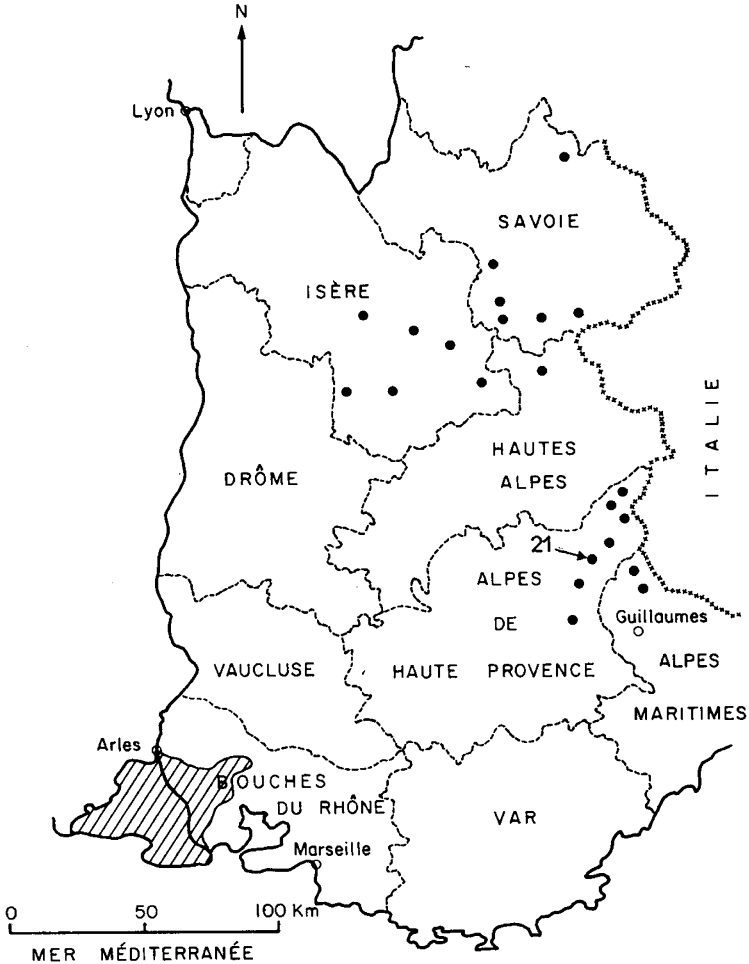 N
Lyon
SAVOIE
ISÈRE
ITALIE
HAUTES
ALPES
DRÔME
21
ALPES
DE
HAUTE PROVENCE
Guillaumes
VAUCLUSE
ALPES
MARITIMES
Arles
BOUCHES
DU RHÔNE
VAR
Marseille
0 50 100 Km
MER MÉDITERRANÉE